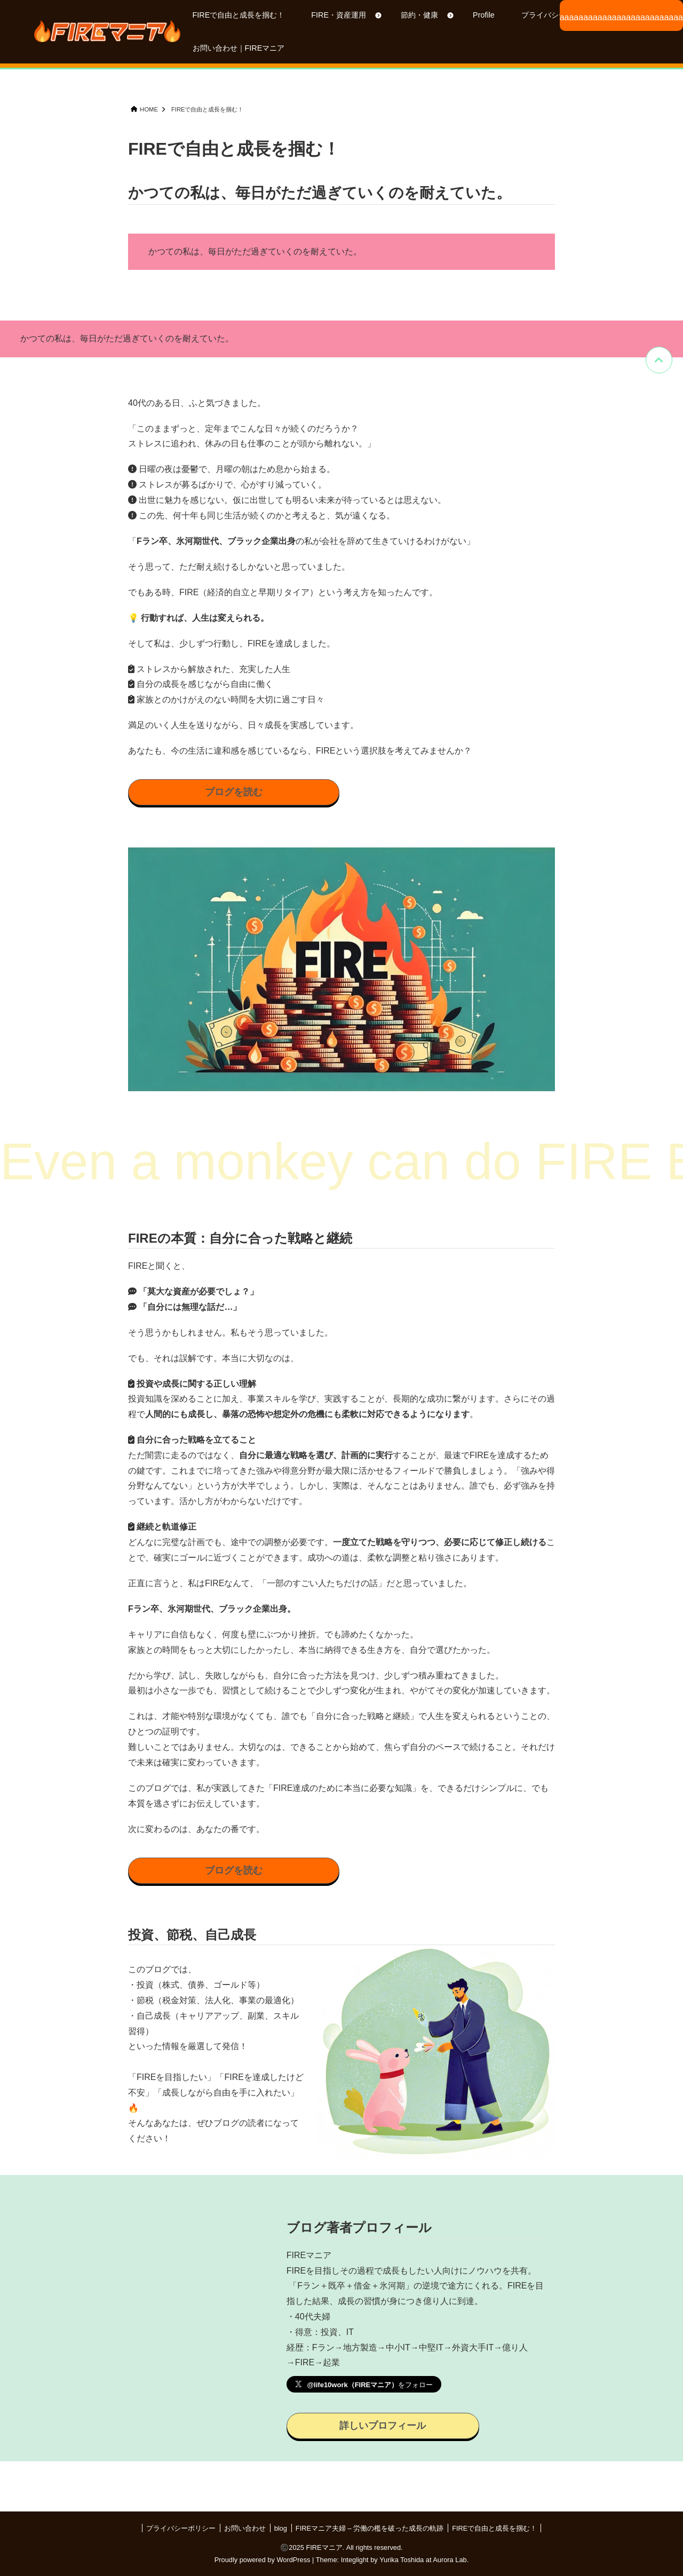 🔥FIREマニア🔥
FIREで自由と成長を掴む！ FIRE・資産運用 節約・健康 Profile プライバシ
お問い合わせ｜FIREマニア
HOME FIREで自由と成長を掴む！
FIREで自由と成長を掴む！
かつての私は、毎日がただ過ぎていくのを耐えていた。
かつての私は、毎日がただ過ぎていくのを耐えていた。
かつての私は、毎日がただ過ぎていくのを耐えていた。
40代のある日、ふと気づきました。
「このままずっと、定年までこんな日々が続くのだろうか？
ストレスに追われ、休みの日も仕事のことが頭から離れない。」
日曜の夜は憂鬱で、月曜の朝はため息から始まる。
ストレスが募るばかりで、心がすり減っていく。
出世に魅力を感じない。仮に出世しても明るい未来が待っているとは思えない。
この先、何十年も同じ生活が続くのかと考えると、気が遠くなる。
「Fラン卒、氷河期世代、ブラック企業出身の私が会社を辞めて生きていけるわけがない」
そう思って、ただ耐え続けるしかないと思っていました。
でもある時、FIRE（経済的自立と早期リタイア）という考え方を知ったんです。
💡 行動すれば、人生は変えられる。
そして私は、少しずつ行動し、FIREを達成しました。
ストレスから解放された、充実した人生
自分の成長を感じながら自由に働く
家族とのかけがえのない時間を大切に過ごす日々
満足のいく人生を送りながら、日々成長を実感しています。
あなたも、今の生活に違和感を感じているなら、FIREという選択肢を考えてみませんか？
ブログを読む
FIRE
Even a monkey can do FIRE E
FIREの本質：自分に合った戦略と継続
FIREと聞くと、
「莫大な資産が必要でしょ？」
「自分には無理な話だ…」
そう思うかもしれません。私もそう思っていました。
でも、それは誤解です。本当に大切なのは、
投資や成長に関する正しい理解
投資知識を深めることに加え、事業スキルを学び、実践することが、長期的な成功に繋がります。さらにその過
程で人間的にも成長し、暴落の恐怖や想定外の危機にも柔軟に対応できるようになります。
自分に合った戦略を立てること
ただ闇雲に走るのではなく、自分に最適な戦略を選び、計画的に実行することが、最速でFIREを達成するため
の鍵です。これまでに培ってきた強みや得意分野が最大限に活かせるフィールドで勝負しましょう。「強みや得
分野なんてない」という方が大半でしょう。しかし、実際は、そんなことはありません。誰でも、必ず強みを持
っています。活かし方がわからないだけです。
継続と軌道修正
どんなに完璧な計画でも、途中での調整が必要です。一度立てた戦略を守りつつ、必要に応じて修正し続けるこ
とで、確実にゴールに近づくことができます。成功への道は、柔軟な調整と粘り強さにあります。
正直に言うと、私はFIREなんて、「一部のすごい人たちだけの話」だと思っていました。
Fラン卒、氷河期世代、ブラック企業出身。
キャリアに自信もなく、何度も壁にぶつかり挫折。でも諦めたくなかった。
家族との時間をもっと大切にしたかったし、本当に納得できる生き方を、自分で選びたかった。
だから学び、試し、失敗しながらも、自分に合った方法を見つけ、少しずつ積み重ねてきました。
最初は小さな一歩でも、習慣として続けることで少しずつ変化が生まれ、やがてその変化が加速していきます。
これは、才能や特別な環境がなくても、誰でも「自分に合った戦略と継続」で人生を変えられるということの、
ひとつの証明です。
難しいことではありません。大切なのは、できることから始めて、焦らず自分のペースで続けること。それだけ
で未来は確実に変わっていきます。
このブログでは、私が実践してきた「FIRE達成のために本当に必要な知識」を、できるだけシンプルに、でも
本質を逃さずにお伝えしています。
次に変わるのは、あなたの番です。
ブログを読む
投資、節税、自己成長
このブログでは、
・投資（株式、債券、ゴールド等）
・節税（税金対策、法人化、事業の最適化）
・自己成長（キャリアアップ、副業、スキル
習得）
といった情報を厳選して発信！
「FIREを目指したい」「FIREを達成したけど
不安」「成長しながら自由を手に入れたい」
🔥
そんなあなたは、ぜひブログの読者になって
ください！
ブログ著者プロフィール
FIREマニア
FIREを目指しその過程で成長もしたい人向けにノウハウを共有。
「Fラン＋既卒＋借金＋氷河期」の逆境で途方にくれる。FIREを目
指した結果、成長の習慣が身につき億り人に到達。
・40代夫婦
・得意：投資、IT
経歴：Fラン→地方製造→中小IT→中堅IT→外資大手IT→億り人
→FIRE→起業
𝕏 @life10work（FIREマニア）をフォロー
詳しいプロフィール
プライバシーポリシー | お問い合わせ | blog | FIREマニア夫婦 – 労働の檻を破った成長の軌跡 | FIREで自由と成長を掴む！
©2025 FIREマニア. All rights reserved.
Proudly powered by WordPress | Theme: Integlight by Yurika Toshida at Aurora Lab.